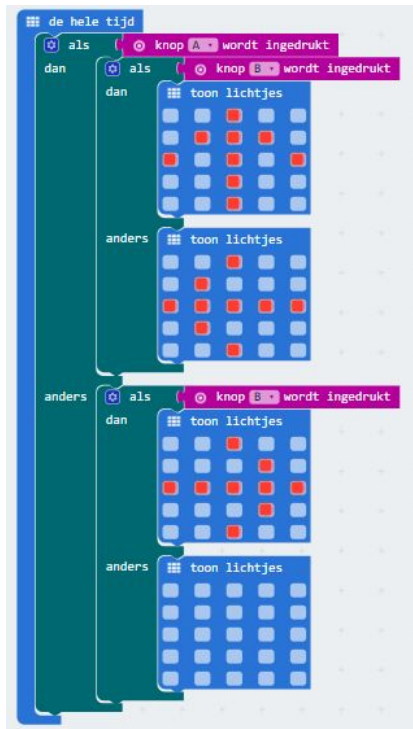 de hele tijd
als knop A wordt ingedrukt
dan als knop B wordt ingedrukt
dan toon lichtjes
anders toon lichtjes
anders als knop B wordt ingedrukt
dan toon lichtjes
anders toon lichtjes